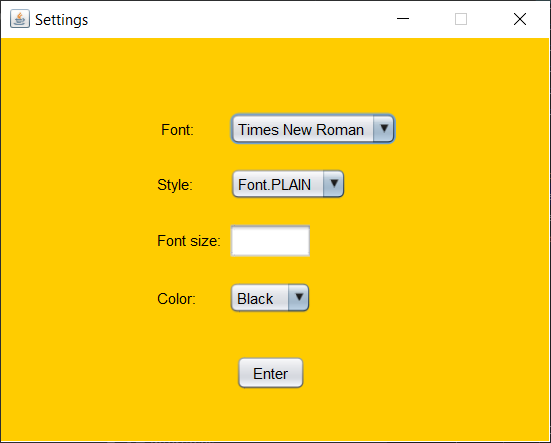 Settings
Font: Times New Roman
Style: Font.PLAIN
Font size:
Color: Black
Enter